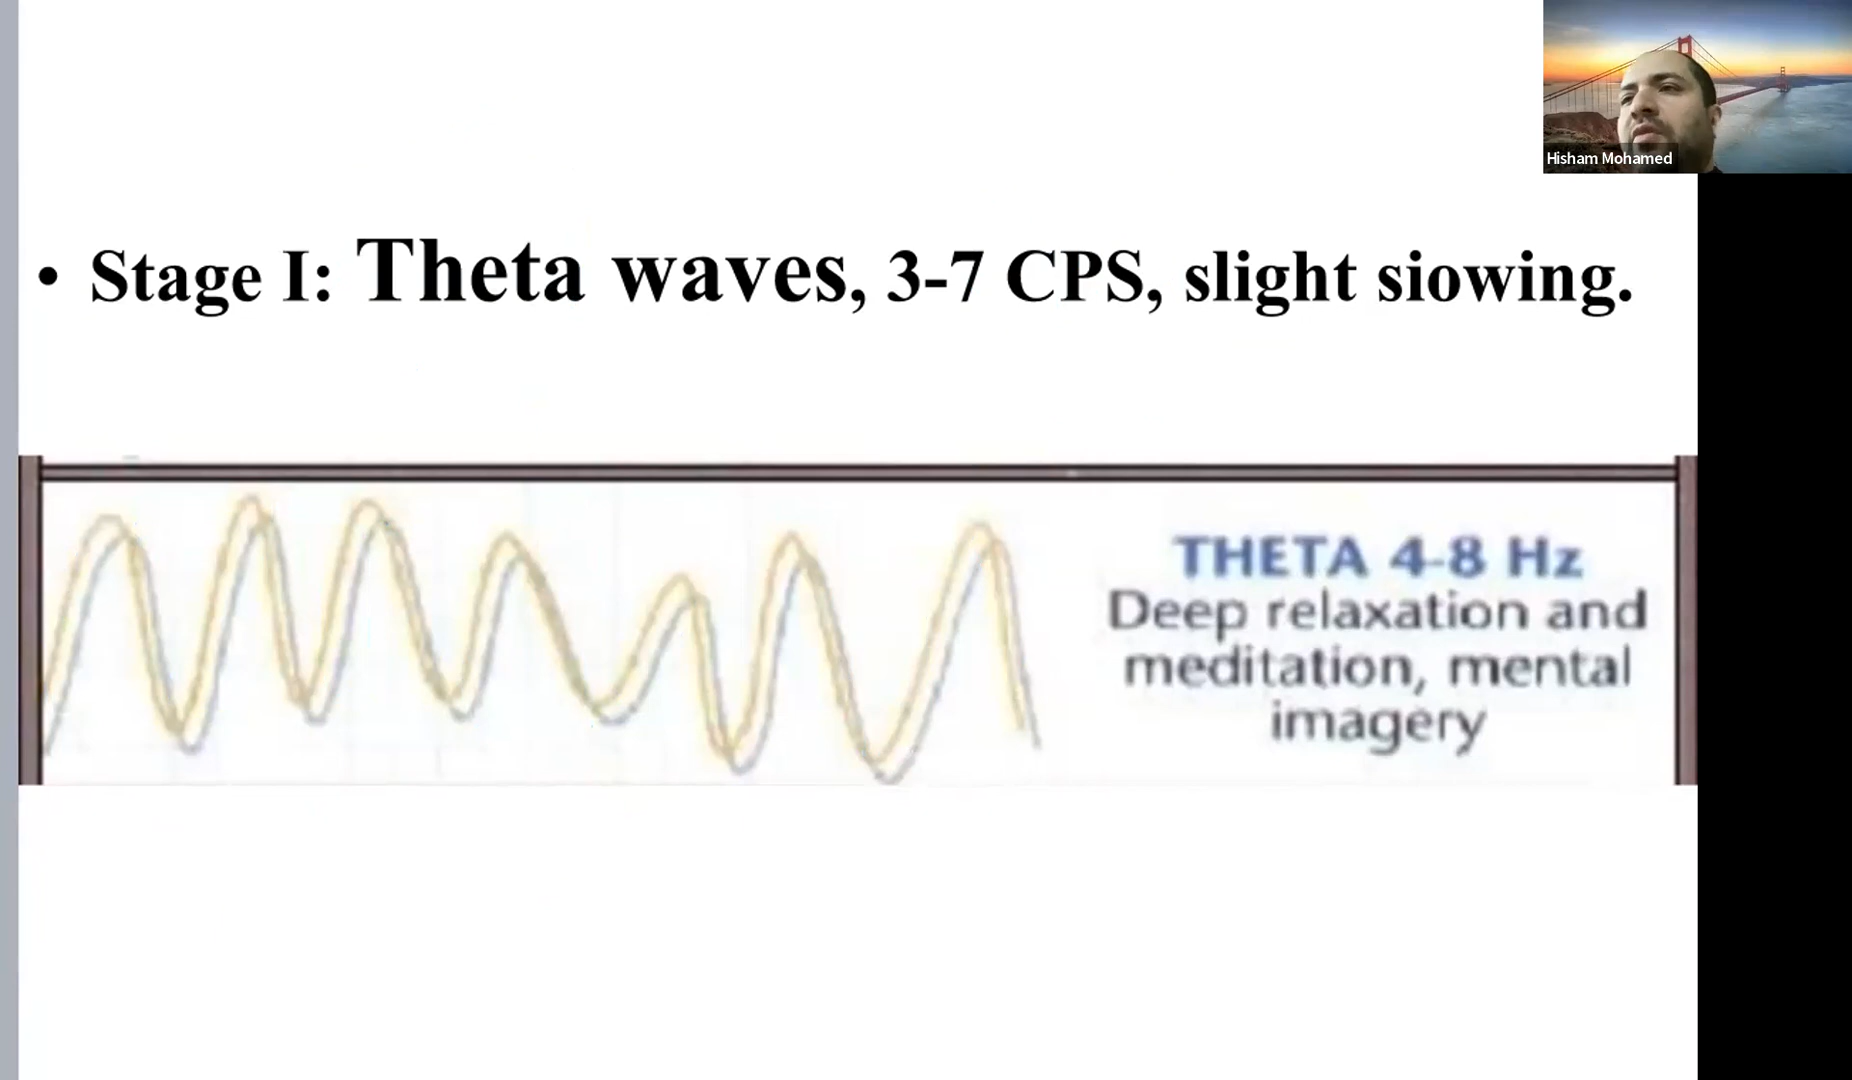 Hisham Mohamed
• Stage I: Theta waves, 3-7 CPS, slight siowing.
THETA 4-8 Hz
Deep relaxation and
meditation, mental
imagery